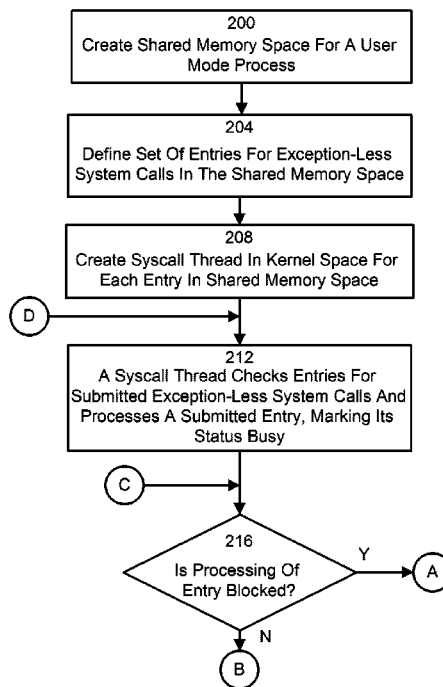 200
Create Shared Memory Space For A User
Mode Process
204
Define Set Of Entries For Exception-Less
System Calls In The Shared Memory Space
208
Create Syscall Thread In Kernel Space For
Each Entry In Shared Memory Space
D
212
A Syscall Thread Checks Entries For
Submitted Exception-Less System Calls And
Processes A Submitted Entry, Marking Its
Status Busy
C
216
Is Processing Of
Entry Blocked?
Y
A
N
B